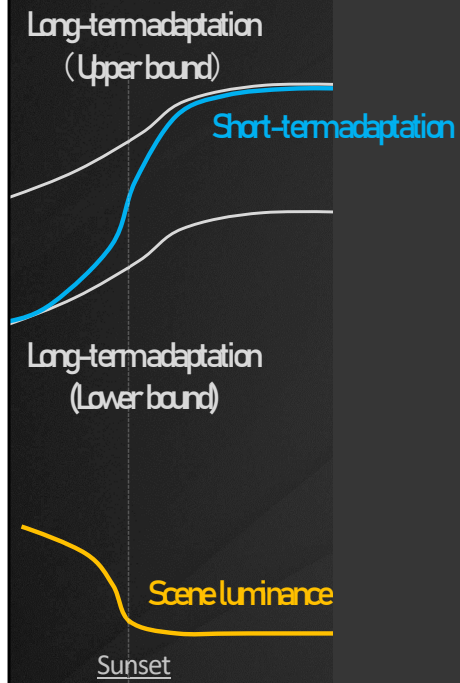 Long-termadaptation
（Upper bound）
Short-termadaptation
Long-termadaptation
(Lower bound)
Scene luminance
Sunset